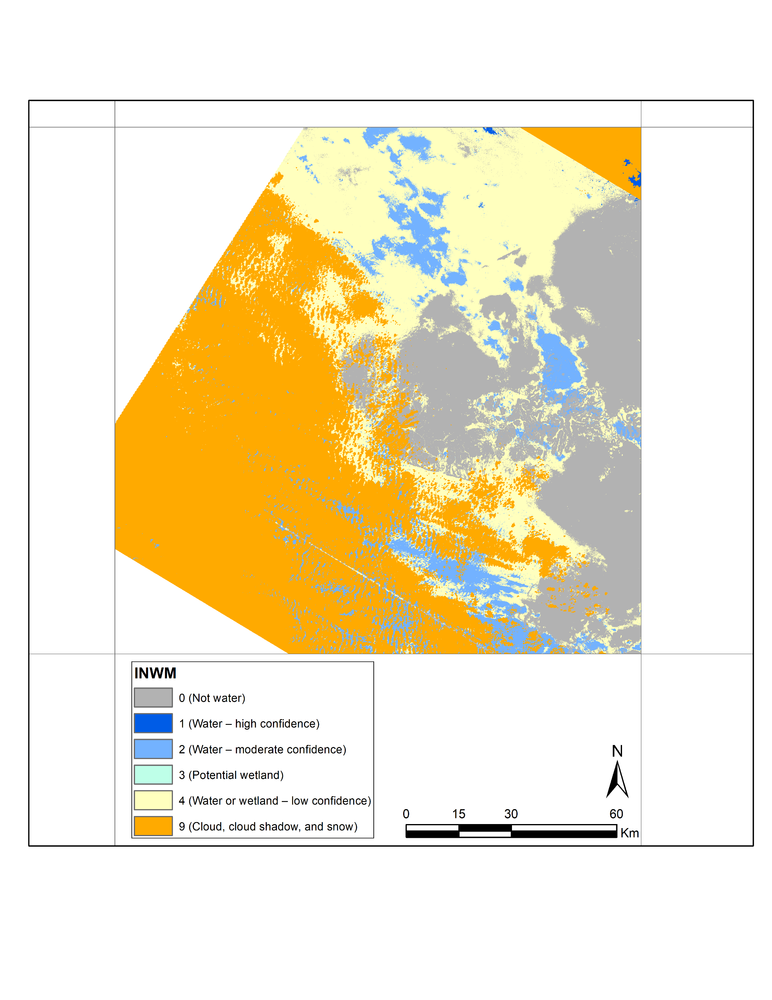 INWM
0 (Not water)
1 (Water – high confidence)
2 (Water – moderate confidence)
3 (Potential wetland)
4 (Water or wetland – low confidence)
9 (Cloud, cloud shadow, and snow)
N
0 15 30 60
Km